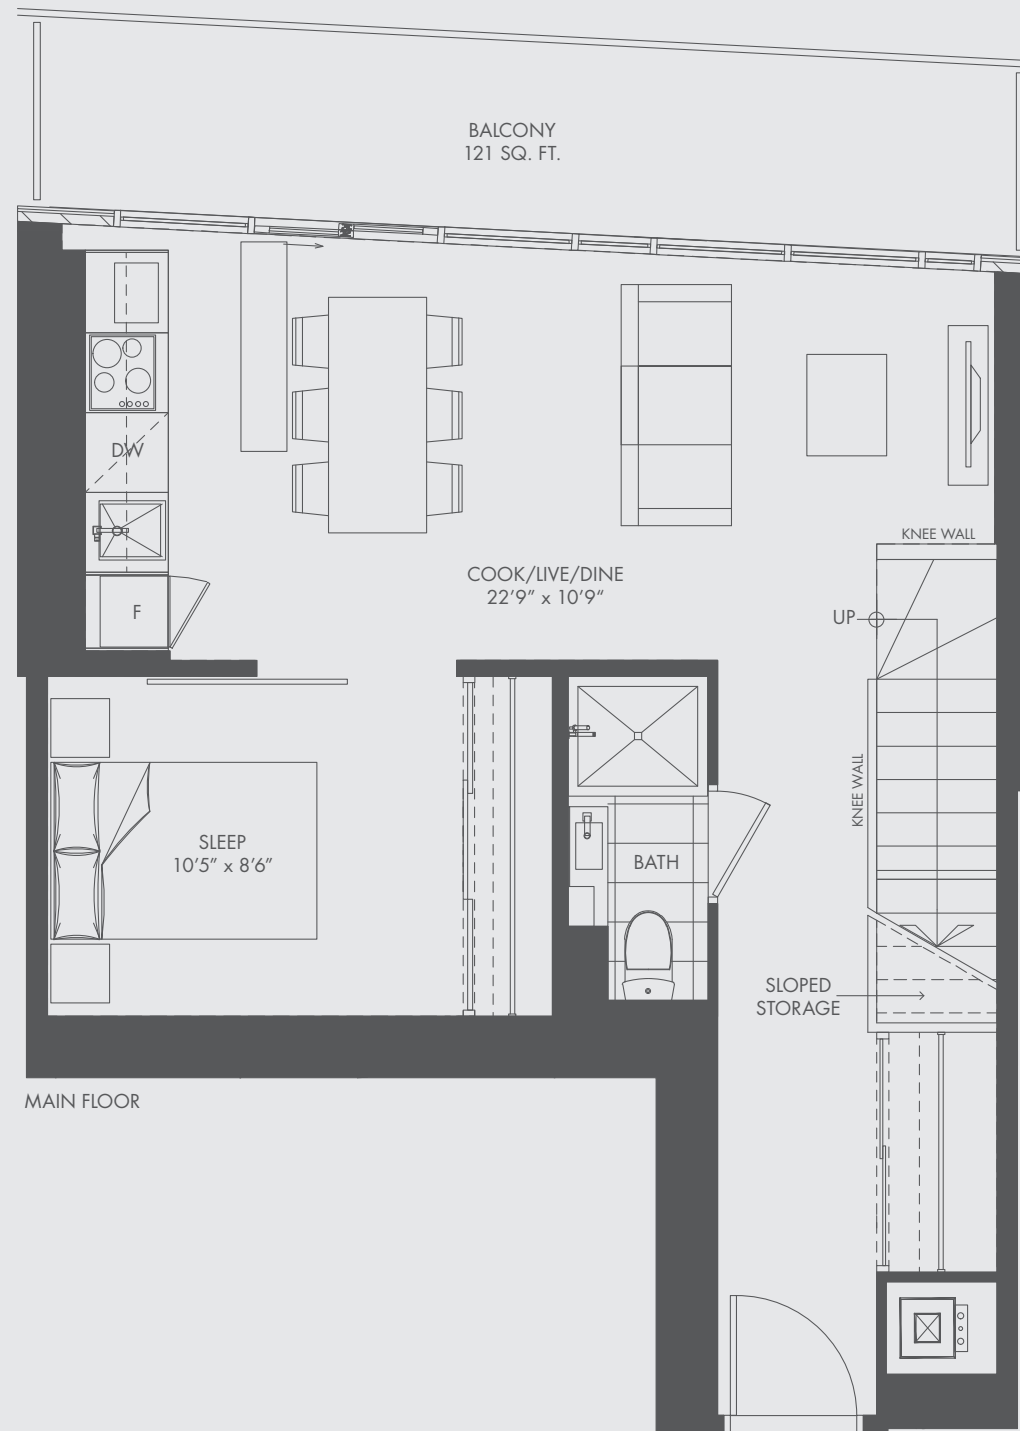 BALCONY
121 SQ. FT.
DW
KNEE WALL
COOK/LIVE/DINE
22’9” x 10’9“
F
UP
KNEE WALL
SLEEP
10’5” x 8’6”
BATH
SLOPED
STORAGE
MAIN FLOOR